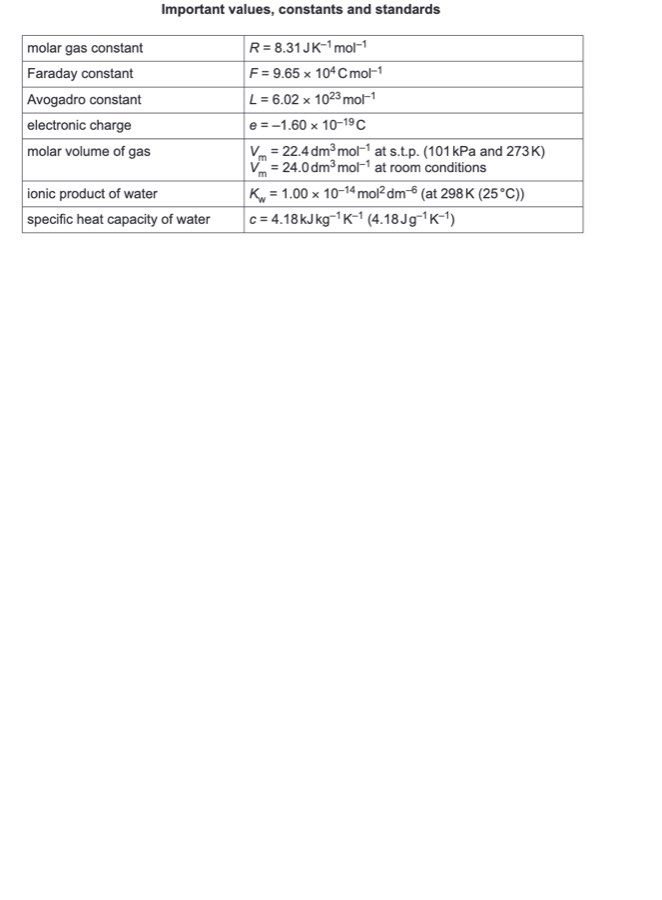 Important values, constants and standards
molar gas constant R = 8.31 J K⁻¹ mol⁻¹
Faraday constant F = 9.65 × 10⁴ C mol⁻¹
Avogadro constant L = 6.02 × 10²³ mol⁻¹
electronic charge e = –1.60 × 10⁻¹⁹ C
molar volume of gas Vₘ = 22.4 dm³ mol⁻¹ at s.t.p. (101 kPa and 273 K)
Vₘ = 24.0 dm³ mol⁻¹ at room conditions
ionic product of water K_w = 1.00 × 10⁻¹⁴ mol² dm⁻⁶ (at 298 K (25 °C))
specific heat capacity of water c = 4.18 kJ kg⁻¹ K⁻¹ (4.18 J g⁻¹ K⁻¹)